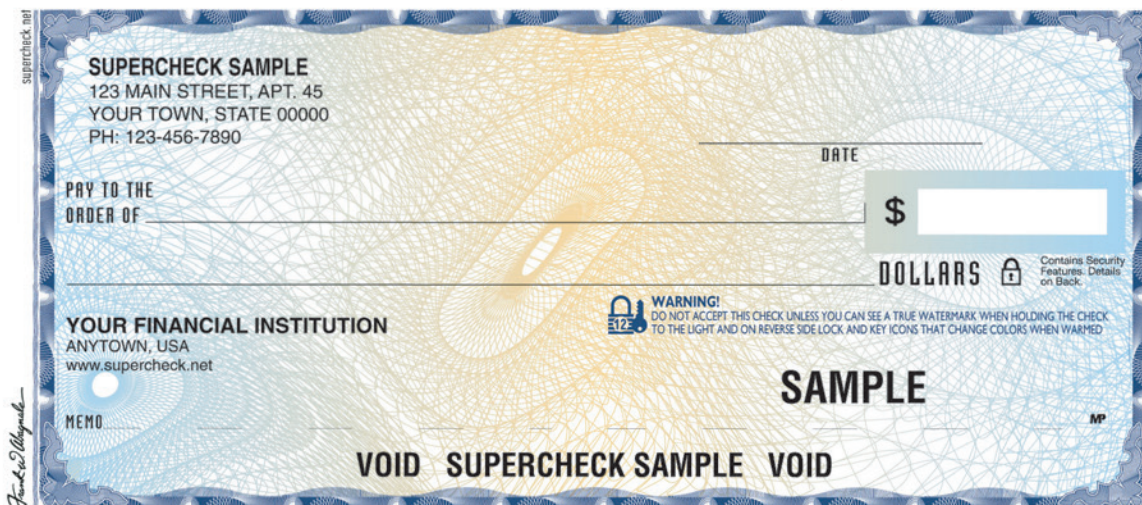 supercheck.net
SUPERCHECK SAMPLE
123 MAIN STREET, APT. 45
YOUR TOWN, STATE 00000
PH: 123-456-7890
DATE
PAY TO THE
ORDER OF
$
DOLLARS
Contains Security
Features. Details
on Back.
WARNING!
DO NOT ACCEPT THIS CHECK UNLESS YOU CAN SEE A TRUE WATERMARK WHEN HOLDING THE CHECK
TO THE LIGHT AND ON REVERSE SIDE LOCK AND KEY ICONS THAT CHANGE COLORS WHEN WARMED
123
YOUR FINANCIAL INSTITUTION
ANYTOWN, USA
www.supercheck.net
SAMPLE
MEMO
MP
VOID SUPERCHECK SAMPLE VOID